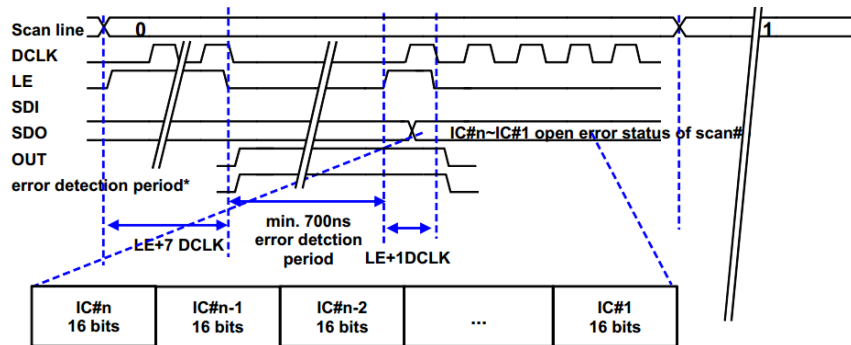 Scan line 0 1
DCLK
LE
SDI
SDO IC#n~IC#1 open error status of scan#
OUT
error detection period*
LE+7 DCLK
min. 700ns
error detction
period
LE+1DCLK
IC#n
16 bits
IC#n-1
16 bits
IC#n-2
16 bits
...
IC#1
16 bits